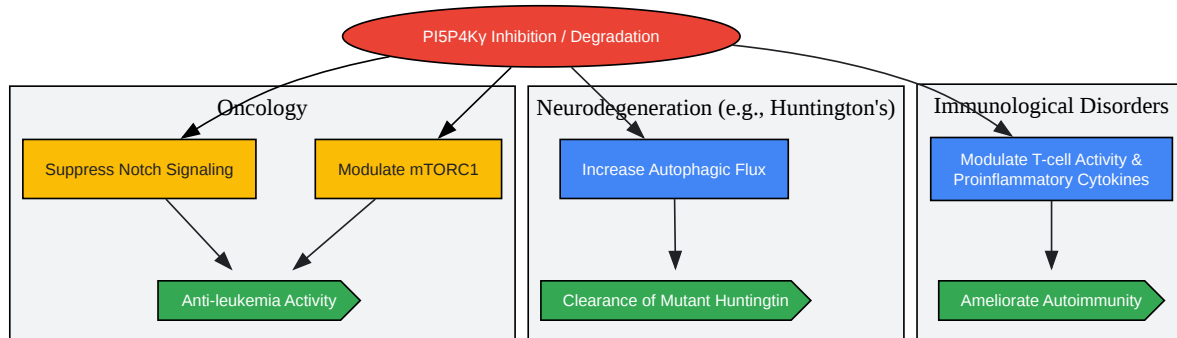 PI5P4Kγ Inhibition / Degradation
Oncology
Neurodegeneration (e.g., Huntington's)
Immunological Disorders
Suppress Notch Signaling
Modulate mTORC1
Increase Autophagic Flux
Modulate T-cell Activity &
Proinflammatory Cytokines
Anti-leukemia Activity
Clearance of Mutant Huntingtin
Ameliorate Autoimmunity